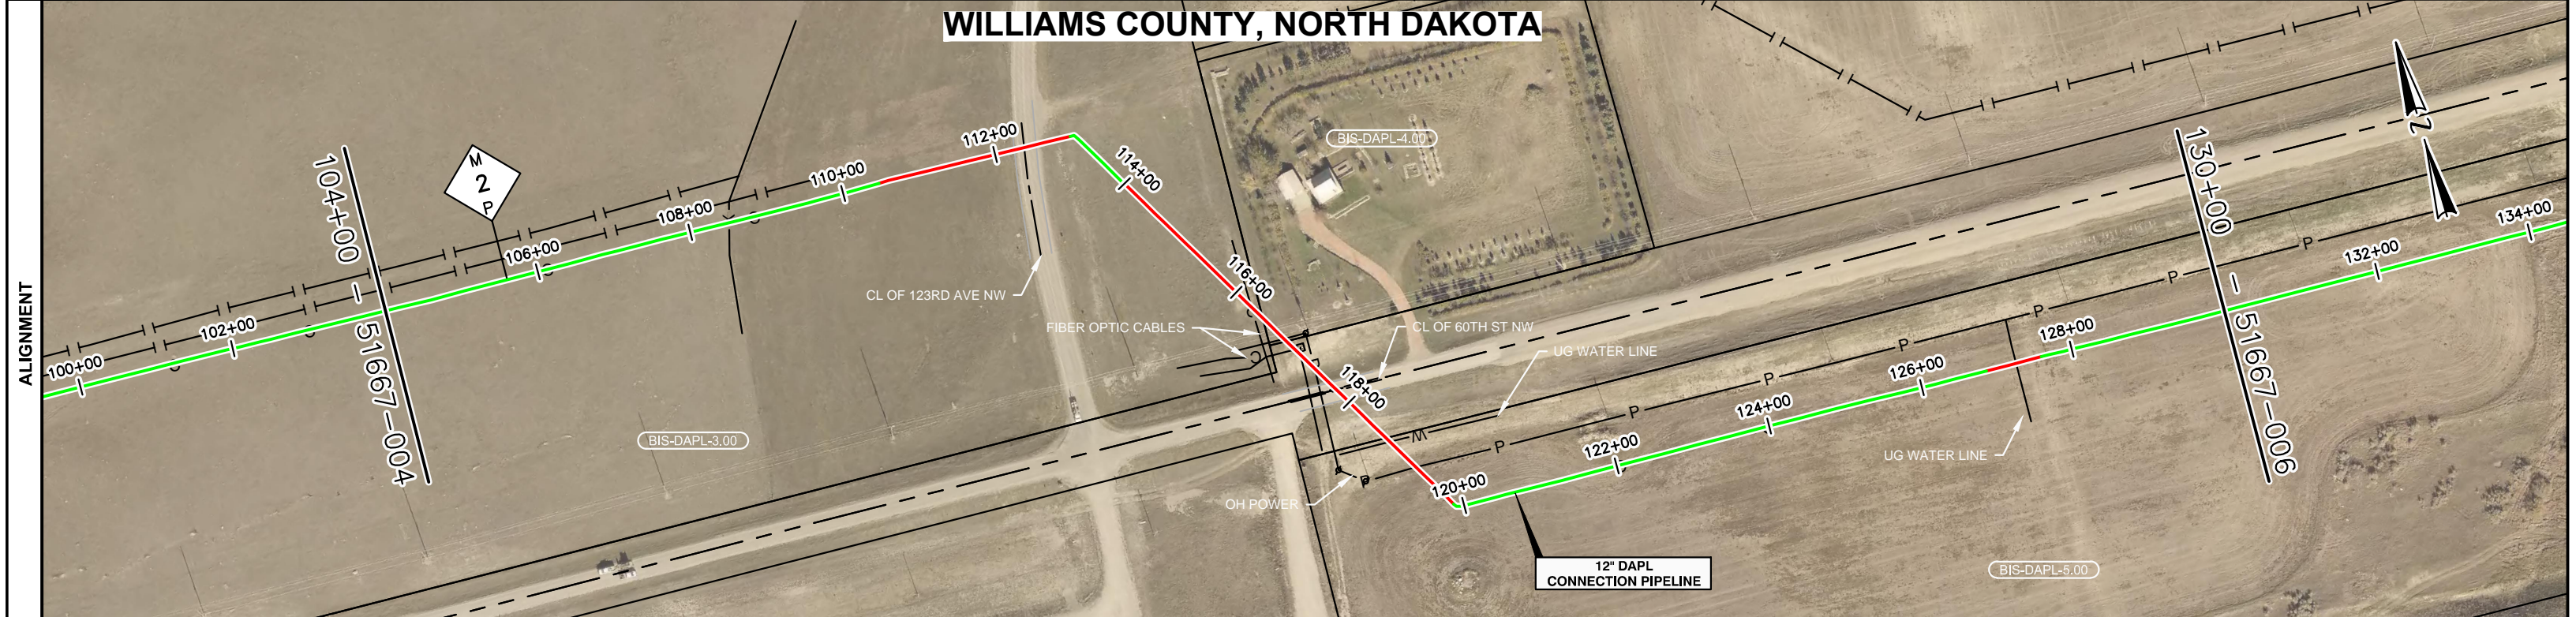 WILLIAMS COUNTY, NORTH DAKOTA
ALIGNMENT
104+00 – 51667-004
M
2
P
100+00
102+00
106+00
108+00
110+00
112+00
114+00
116+00
118+00
120+00
122+00
124+00
126+00
128+00
132+00
134+00
130+00 – 51667-006
N
BIS-DAPL-3.00
BIS-DAPL-4.00
BIS-DAPL-5.00
CL OF 123RD AVE NW
FIBER OPTIC CABLES
CL OF 60TH ST NW
UG WATER LINE
OH POWER
UG WATER LINE
12" DAPL
CONNECTION PIPELINE
W
P
P
P
P
P
P
P
P